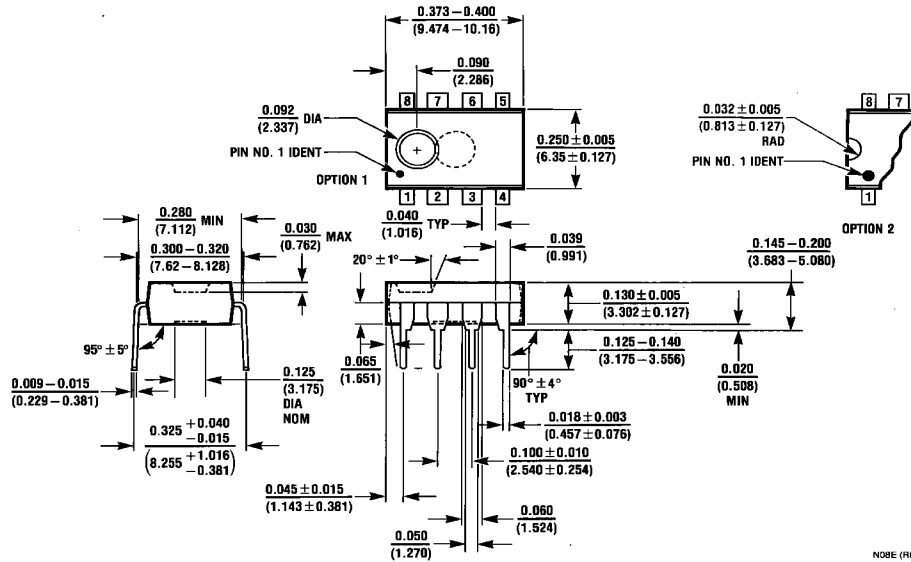 0.373 – 0.400
(9.474 – 10.16)
0.090
(2.286)
8 7 6 5
0.092
(2.337)
DIA
PIN NO. 1 IDENT
OPTION 1
1 2 3 4
0.250 ± 0.005
(6.35 ± 0.127)
0.032 ± 0.005
(0.813 ± 0.127)
RAD
PIN NO. 1 IDENT
8 7
1
OPTION 2
0.280
(7.112)
MIN
0.300 – 0.320
(7.62 – 8.128)
0.030
(0.762)
MAX
0.040
(1.016)
TYP
20° ± 1°
0.039
(0.991)
0.145 – 0.200
(3.683 – 5.080)
0.130 ± 0.005
(3.302 ± 0.127)
95° ± 5°
0.009 – 0.015
(0.229 – 0.381)
0.125
(3.175)
DIA
NOM
0.065
(1.651)
0.125 – 0.140
(3.175 – 3.556)
90° ± 4°
TYP
0.020
(0.508)
MIN
0.325 +0.040
−0.015
(8.255 +1.016
−0.381)
0.018 ± 0.003
(0.457 ± 0.076)
0.100 ± 0.010
(2.540 ± 0.254)
0.045 ± 0.015
(1.143 ± 0.381)
0.060
(1.524)
0.050
(1.270)
N08E